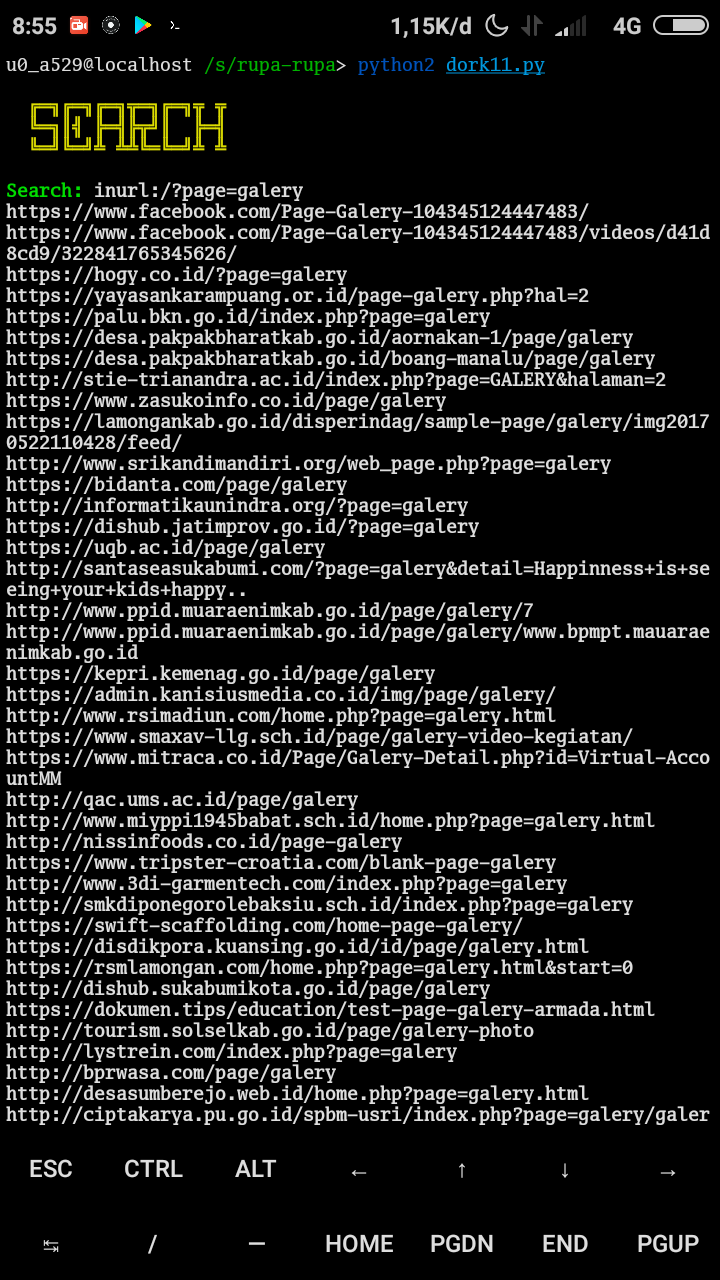 8:55 1,15K/d 4G
u0_a529@localhost /s/rupa-rupa> python2 dork11.py
SEARCH
Search: inurl:/?page=galery
https://www.facebook.com/Page-Galery-104345124447483/
https://www.facebook.com/Page-Galery-104345124447483/videos/d41d
8cd9/322841765345626/
https://hogy.co.id/?page=galery
https://yayasankarampuang.or.id/page-galery.php?hal=2
https://palu.bkn.go.id/index.php?page=galery
https://desa.pakpakbharatkab.go.id/aornakan-1/page/galery
https://desa.pakpakbharatkab.go.id/boang-manalu/page/galery
http://stie-trianandra.ac.id/index.php?page=GALERY&halaman=2
https://www.zasukoinfo.co.id/page/galery
https://lamongankab.go.id/disperindag/sample-page/galery/img2017
0522110428/feed/
http://www.srikandimandiri.org/web_page.php?page=galery
https://bidanta.com/page/galery
http://informatikaunindra.org/?page=galery
https://dishub.jatimprov.go.id/?page=galery
https://uqb.ac.id/page/galery
http://santaseasukabumi.com/?page=galery&detail=Happinness+is+se
eing+your+kids+happy..
http://www.ppid.muaraenimkab.go.id/page/galery/7
http://www.ppid.muaraenimkab.go.id/page/galery/www.bpmpt.mauarae
nimkab.go.id
https://kepri.kemenag.go.id/page/galery
https://admin.kanisiusmedia.co.id/img/page/galery/
http://www.rsimadiun.com/home.php?page=galery.html
https://www.smaxav-llg.sch.id/page/galery-video-kegiatan/
https://www.mitraca.co.id/Page/Galery-Detail.php?id=Virtual-Acco
untMM
http://qac.ums.ac.id/page/galery
http://www.miyppi1945babat.sch.id/home.php?page=galery.html
http://nissinfoods.co.id/page-galery
https://www.tripster-croatia.com/blank-page-galery
http://www.3di-garmentech.com/index.php?page=galery
http://smkdiponegorolebaksiu.sch.id/index.php?page=galery
https://swift-scaffolding.com/home-page-galery/
https://disdikpora.kuansing.go.id/id/page/galery.html
https://rsmlamongan.com/home.php?page=galery.html&start=0
http://dishub.sukabumikota.go.id/page/galery
https://dokumen.tips/education/test-page-galery-armada.html
http://tourism.solselkab.go.id/page/galery-photo
http://lystrein.com/index.php?page=galery
http://bprwasa.com/page/galery
http://desasumberejo.web.id/home.php?page=galery.html
http://ciptakarya.pu.go.id/spbm-usri/index.php?page=galery/galer
ESC CTRL ALT ← ↑ ↓ →
↹ / — HOME PGDN END PGUP